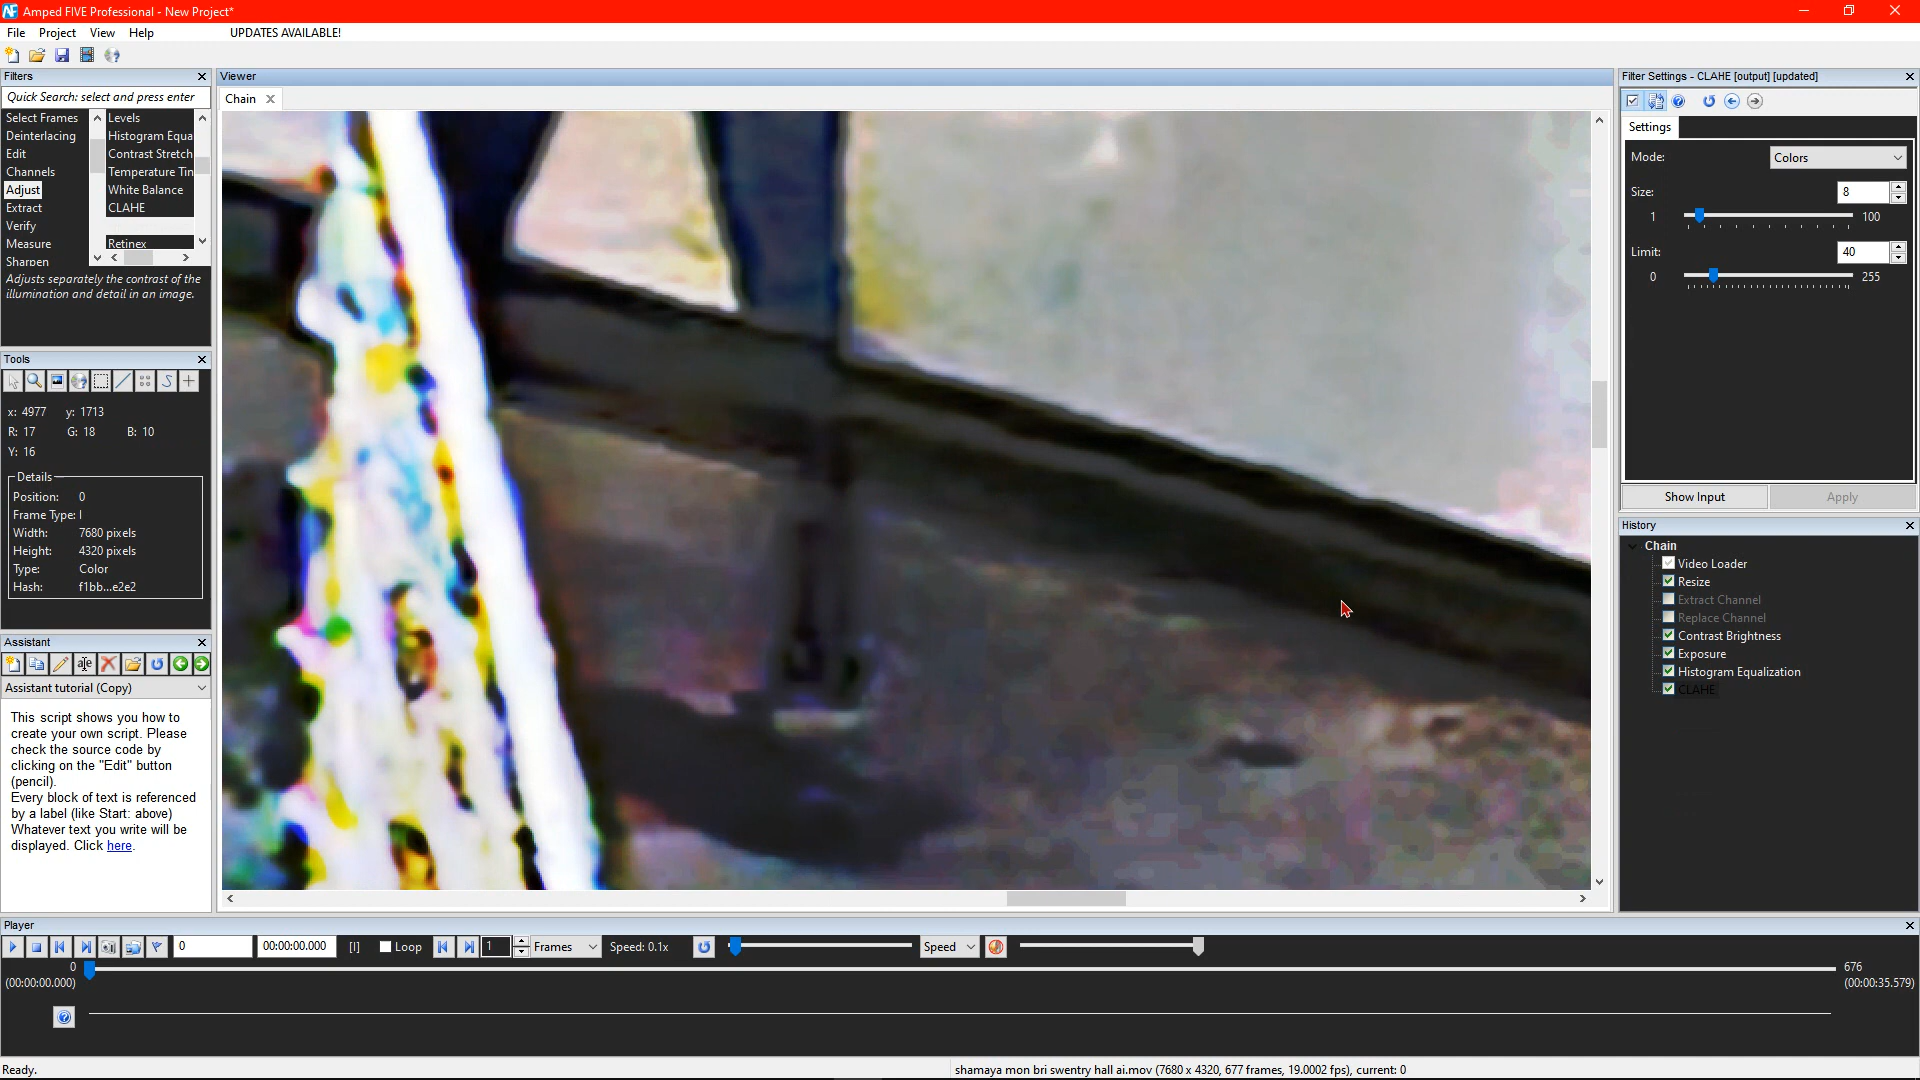 Amped FIVE Professional - New Project*
File Project View Help UPDATES AVAILABLE!
Filters
Quick Search: select and press enter
Select Frames
Deinterlacing
Edit
Channels
Adjust
Extract
Verify
Measure
Sharpen
Levels
Histogram Equa
Contrast Stretch
Temperature Tin
White Balance
CLAHE
Retinex
Adjusts separately the contrast of the
illumination and detail in an image.
Tools
x: 4977 y: 1713
R: 17 G: 18 B: 10
Y: 16
Details
Position: 0
Frame Type: I
Width: 7680 pixels
Height: 4320 pixels
Type: Color
Hash: f1bb...e2e2
Assistant
Assistant tutorial (Copy)
This script shows you how to
create your own script. Please
check the source code by
clicking on the "Edit" button
(pencil).
Every block of text is referenced
by a label (like Start: above)
Whatever text you write will be
displayed. Click here.
Viewer
Chain
Filter Settings - CLAHE [output] [updated]
Settings
Mode: Colors
Size: 8
1 100
Limit: 40
0 255
Show Input Apply
History
Chain
Video Loader
Resize
Extract Channel
Replace Channel
Contrast Brightness
Exposure
Histogram Equalization
CLAHE
Player
0 00:00:00.000 [I] Loop 1 Frames Speed: 0.1x Speed
0 676
(00:00:00.000) (00:00:35.579)
Ready. shamaya mon bri swentry hall ai.mov (7680 x 4320, 677 frames, 19.0002 fps), current: 0